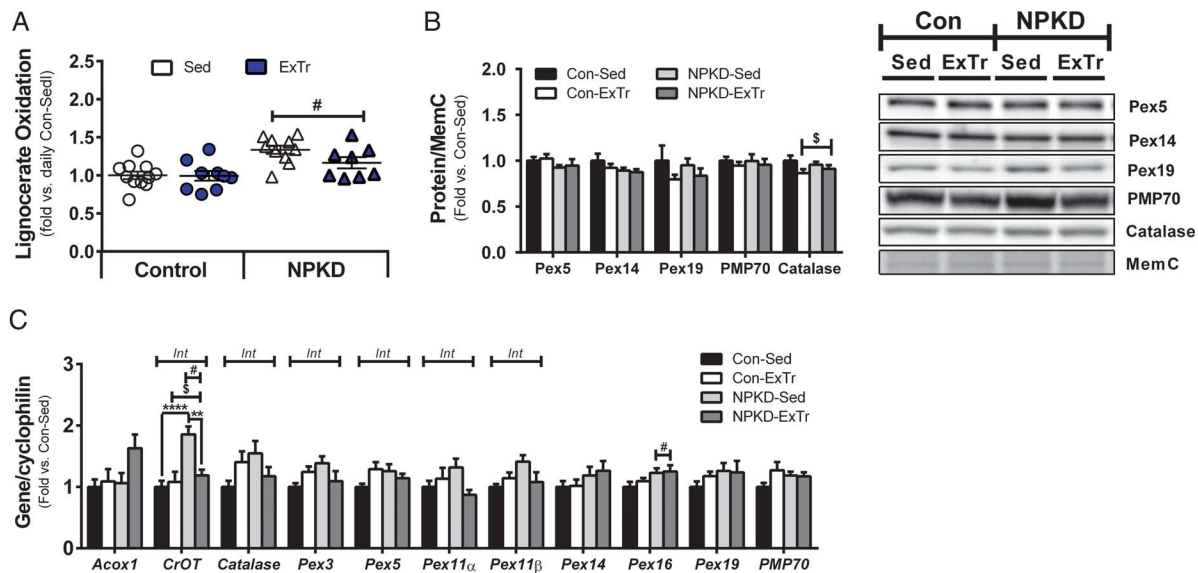 A
Lignocerate Oxidation
(fold vs. daily Con-Sedl)
2.5
2.0
1.5
1.0
0.5
0.0
Sed
ExTr
#
Control
NPKD
B
Protein/MemC
(Fold vs. Con-Sed)
2.0
1.5
1.0
0.5
0.0
Con-Sed
Con-ExTr
NPKD-Sed
NPKD-ExTr
$
Pex5
Pex14
Pex19
PMP70
Catalase
Con
NPKD
Sed
ExTr
Sed
ExTr
Pex5
Pex14
Pex19
PMP70
Catalase
MemC
C
Gene/cyclophilin
(Fold vs. Con-Sed)
3
2
1
0
Int
Int
Int
Int
Int
Int
#
$
****
**
#
Con-Sed
Con-ExTr
NPKD-Sed
NPKD-ExTr
Acox1
CrOT
Catalase
Pex3
Pex5
Pex11α
Pex11β
Pex14
Pex16
Pex19
PMP70